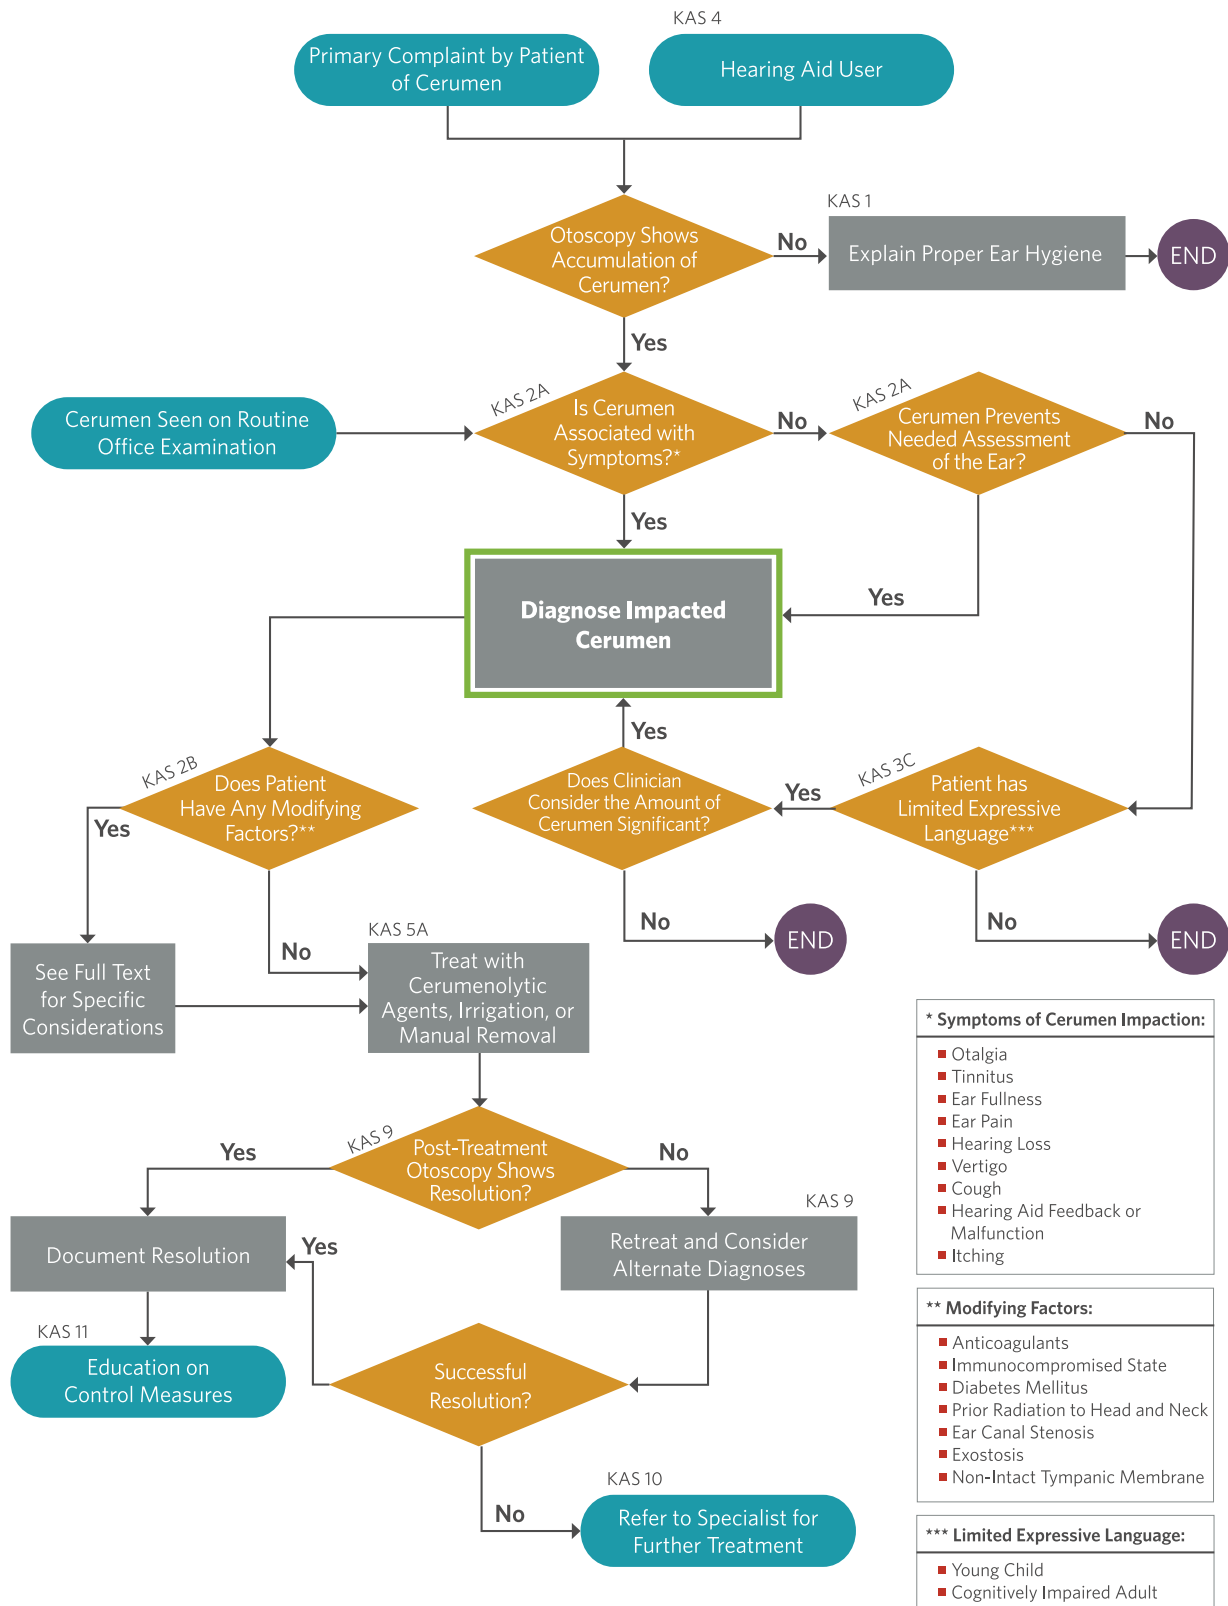 KAS 4
Primary Complaint by Patient
of Cerumen
Hearing Aid User
KAS 1
Otoscopy Shows
Accumulation of
Cerumen?
No
Explain Proper Ear Hygiene
END
Yes
Cerumen Seen on Routine
Office Examination
KAS 2A
Is Cerumen
Associated with
Symptoms?*
No
KAS 2A
Cerumen Prevents
Needed Assessment
of the Ear?
No
Yes
Yes
Diagnose Impacted
Cerumen
Yes
KAS 2B
Does Patient
Have Any Modifying
Factors?**
Does Clinician
Consider the Amount of
Cerumen Significant?
Yes
KAS 3C
Patient has
Limited Expressive
Language***
Yes
No
KAS 5A
No
END
No
END
See Full Text
for Specific
Considerations
Treat with
Cerumenolytic
Agents, Irrigation, or
Manual Removal
KAS 9
Post-Treatment
Otoscopy Shows
Resolution?
Yes
No
KAS 9
Document Resolution
Yes
Retreat and Consider
Alternate Diagnoses
KAS 11
Education on
Control Measures
Successful
Resolution?
KAS 10
No
Refer to Specialist for
Further Treatment
* Symptoms of Cerumen Impaction:
Otalgia
Tinnitus
Ear Fullness
Ear Pain
Hearing Loss
Vertigo
Cough
Hearing Aid Feedback or
Malfunction
Itching
** Modifying Factors:
Anticoagulants
Immunocompromised State
Diabetes Mellitus
Prior Radiation to Head and Neck
Ear Canal Stenosis
Exostosis
Non-Intact Tympanic Membrane
*** Limited Expressive Language:
Young Child
Cognitively Impaired Adult